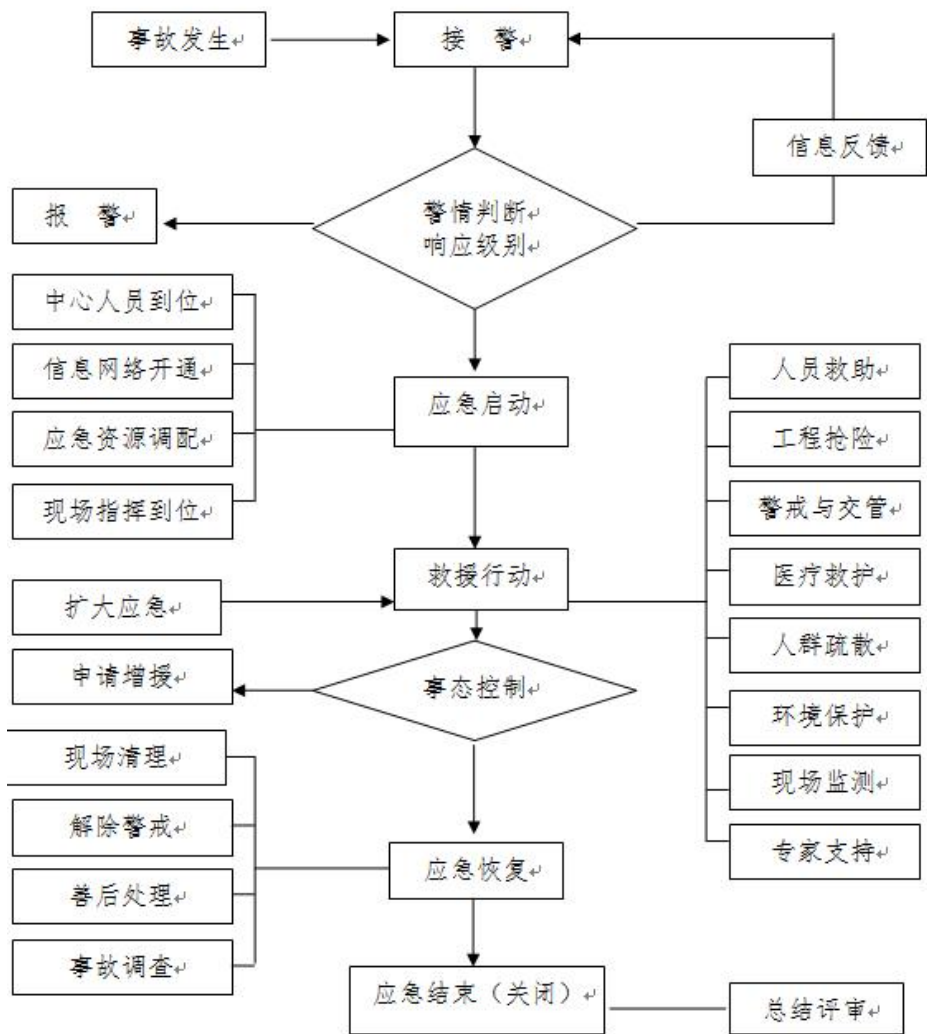 事故发生
接 警
信息反馈
报 警
警情判断
响应级别
中心人员到位
信息网络开通
应急资源调配
现场指挥到位
应急启动
人员救助
工程抢险
警戒与交管
医疗救护
人群疏散
环境保护
现场监测
专家支持
救援行动
扩大应急
申请增援
事态控制
现场清理
解除警戒
善后处理
事故调查
应急恢复
应急结束（关闭）
总结评审